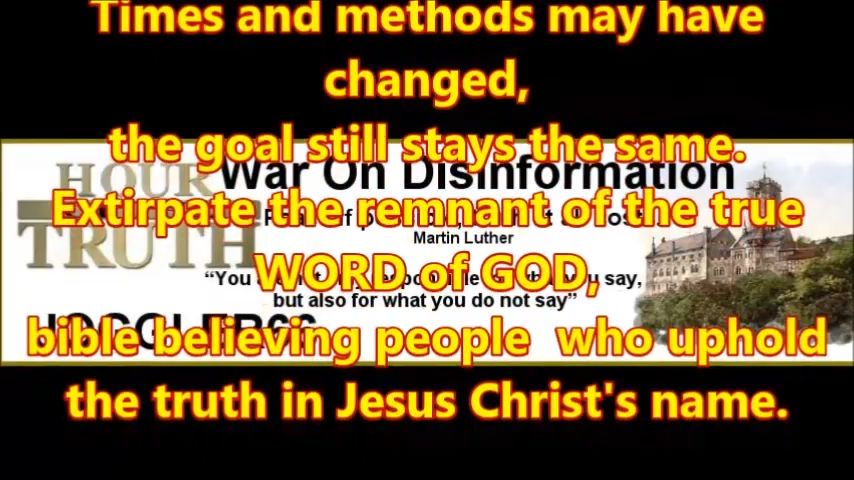 Times and methods may have
changed,
the goal still stays the same.
Extirpate the remnant of the true
WORD of GOD,
bible believing people who uphold
the truth in Jesus Christ's name.
HOUR
TRUTH
War On Disinformation
Martin Luther
"You say,
but also for what you do not say"